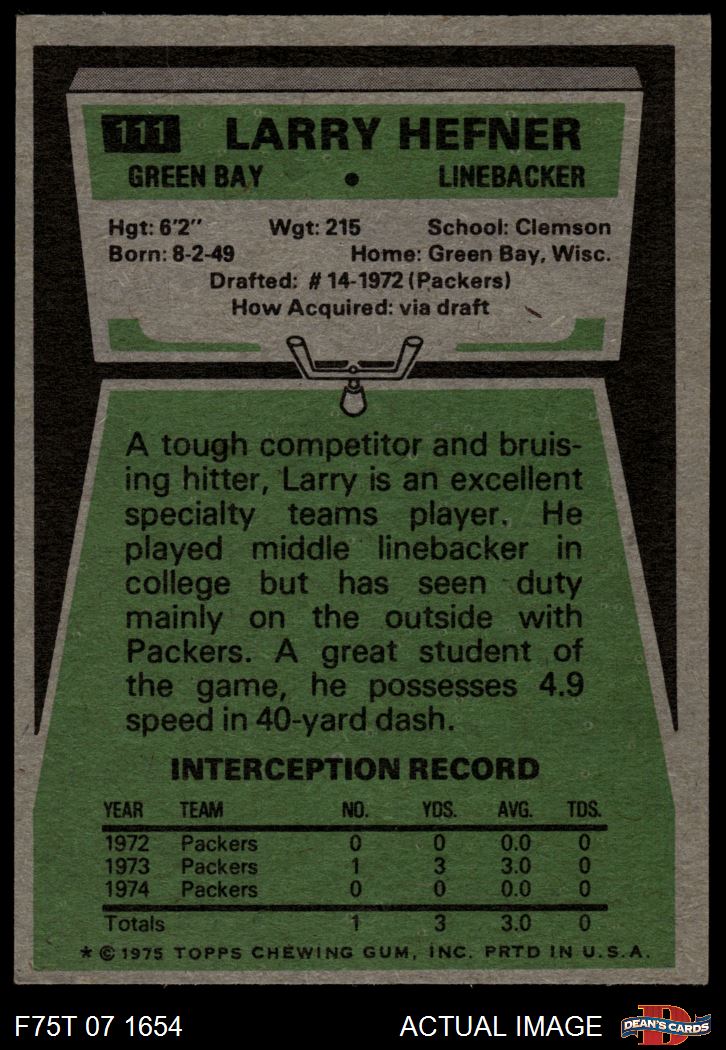 111 LARRY HEFNER
GREEN BAY • LINEBACKER
Hgt: 6'2" Wgt: 215 School: Clemson
Born: 8-2-49 Home: Green Bay, Wisc.
Drafted: #14-1972 (Packers)
How Acquired: via draft
A tough competitor and bruis-
ing hitter, Larry is an excellent
specialty teams player. He
played middle linebacker in
college but has seen duty
mainly on the outside with
Packers. A great student of
the game, he possesses 4.9
speed in 40-yard dash.
INTERCEPTION RECORD
YEAR TEAM NO. YDS. AVG. TDS.
1972 Packers 0 0 0.0 0
1973 Packers 1 3 3.0 0
1974 Packers 0 0 0.0 0
Totals 1 3 3.0 0
* © 1975 TOPPS CHEWING GUM, INC. PRTD IN U.S.A.
F75T 07 1654 ACTUAL IMAGE D DEAN'S CARDS